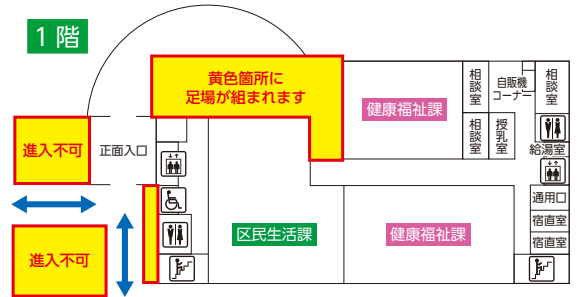 1階
黄色箇所に
足場が組まれます
健康福祉課
相談室
自販機
コーナー
相談室
進入不可
正面入口
相談室
授乳室
給湯室
通用口
宿直室
宿直室
区民生活課
健康福祉課
進入不可